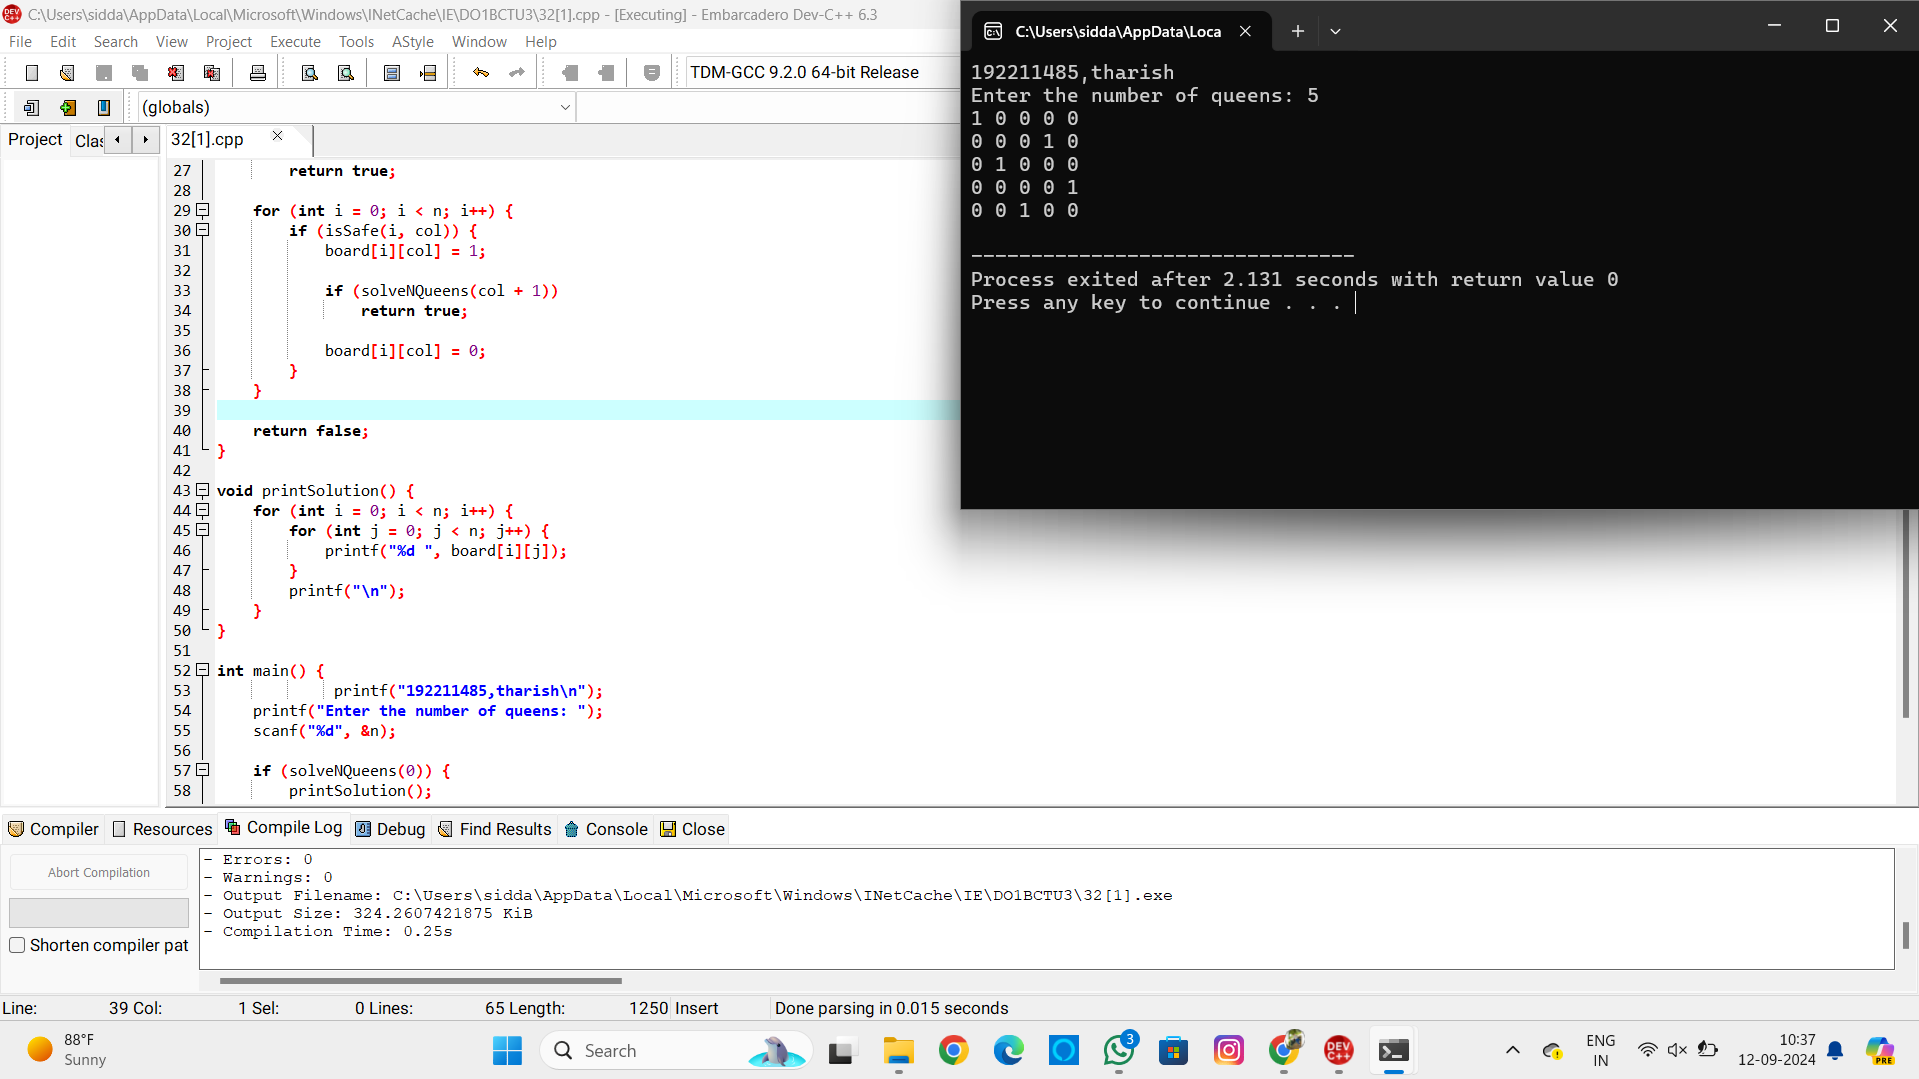 C:\Users\sidda\AppData\Local\Microsoft\Windows\INetCache\IE\DO1BCTU3\32[1].cpp - [Executing] - Embarcadero Dev-C++ 6.3
File Edit Search View Project Execute Tools AStyle Window Help
TDM-GCC 9.2.0 64-bit Release
(globals)
Project Clas 32[1].cpp
27 return true;
28
29 for (int i = 0; i < n; i++) {
30 if (isSafe(i, col)) {
31 board[i][col] = 1;
32
33 if (solveNQueens(col + 1))
34 return true;
35
36 board[i][col] = 0;
37 }
38 }
39
40 return false;
41 }
42
43 void printSolution() {
44 for (int i = 0; i < n; i++) {
45 for (int j = 0; j < n; j++) {
46 printf("%d ", board[i][j]);
47 }
48 printf("\n");
49 }
50 }
51
52 int main() {
53 printf("192211485,tharish\n");
54 printf("Enter the number of queens: ");
55 scanf("%d", &n);
56
57 if (solveNQueens(0)) {
58 printSolution();
C:\Users\sidda\AppData\Loca
192211485,tharish
Enter the number of queens: 5
1 0 0 0 0
0 0 0 1 0
0 1 0 0 0
0 0 0 0 1
0 0 1 0 0
--------------------------------
Process exited after 2.131 seconds with return value 0
Press any key to continue . . .
Compiler Resources Compile Log Debug Find Results Console Close
Abort Compilation
Shorten compiler pat
- Errors: 0
- Warnings: 0
- Output Filename: C:\Users\sidda\AppData\Local\Microsoft\Windows\INetCache\IE\DO1BCTU3\32[1].exe
- Output Size: 324.2607421875 KiB
- Compilation Time: 0.25s
Line: 39 Col: 1 Sel: 0 Lines: 65 Length: 1250 Insert Done parsing in 0.015 seconds
88°F
Sunny
Search
DEV C++
3
PRE
ENG
IN
10:37
12-09-2024